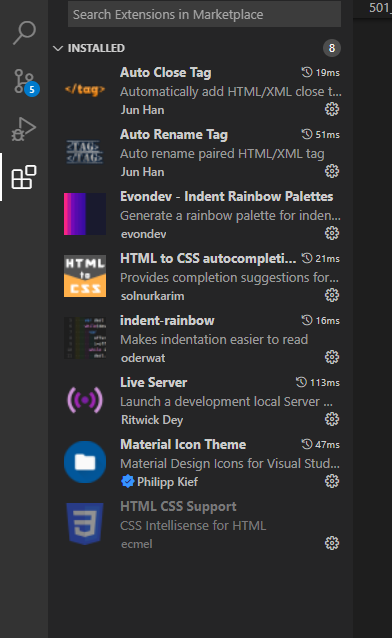 501_
Search Extensions in Marketplace
INSTALLED 8
Auto Close Tag 19ms
</tag> Automatically add HTML/XML close t...
Jun Han
Auto Rename Tag 51ms
<TAG> Auto rename paired HTML/XML tag
</TAG>
Jun Han
5
Evondev - Indent Rainbow Palettes
Generate a rainbow palette for inden...
evondev
HTML to CSS autocompleti... 21ms
HTML to CSS Provides completion suggestions for...
solnurkarim
indent-rainbow 16ms
Makes indentation easier to read
oderwat
Live Server 113ms
Launch a development local Server ...
Ritwick Dey
Material Icon Theme 47ms
Material Design Icons for Visual Stud...
Philipp Kief
HTML CSS Support
3 CSS Intellisense for HTML
ecmel